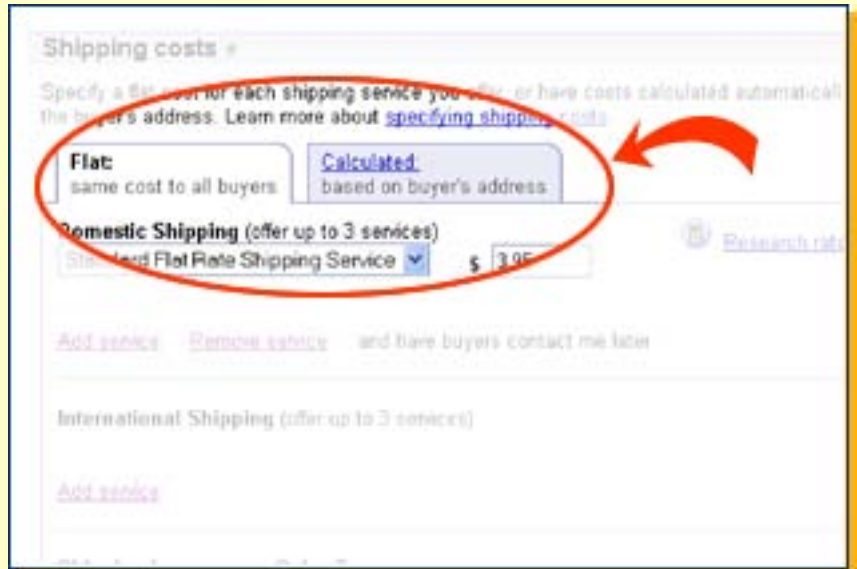 Shipping costs
Specify a flat cost for each shipping service you offer, or have costs calculated automaticall
the buyer's address. Learn more about specifying shipping costs
Flat:
same cost to all buyers
Calculated:
based on buyer's address
Domestic Shipping (offer up to 3 services)
Standard Flat Rate Shipping Service
$ 3.95
Research rate
Add service Remove service and have buyers contact me later
International Shipping (offer up to 3 services)
Add service